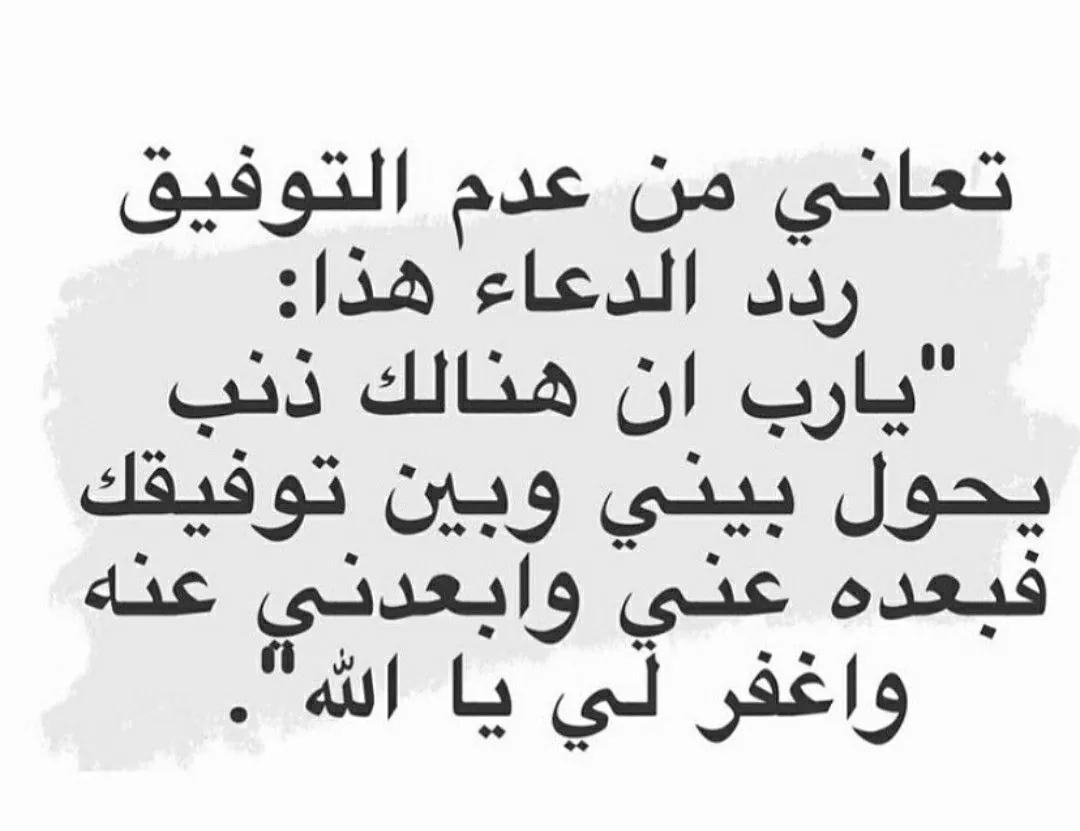 تعاني من عدم التوفيق
ردد الدعاء هذا:
"يارب ان هنالك ذنب
يحول بيني وبين توفيقك
فبعده عني وابعدني عنه
واغفر لي يا الله".